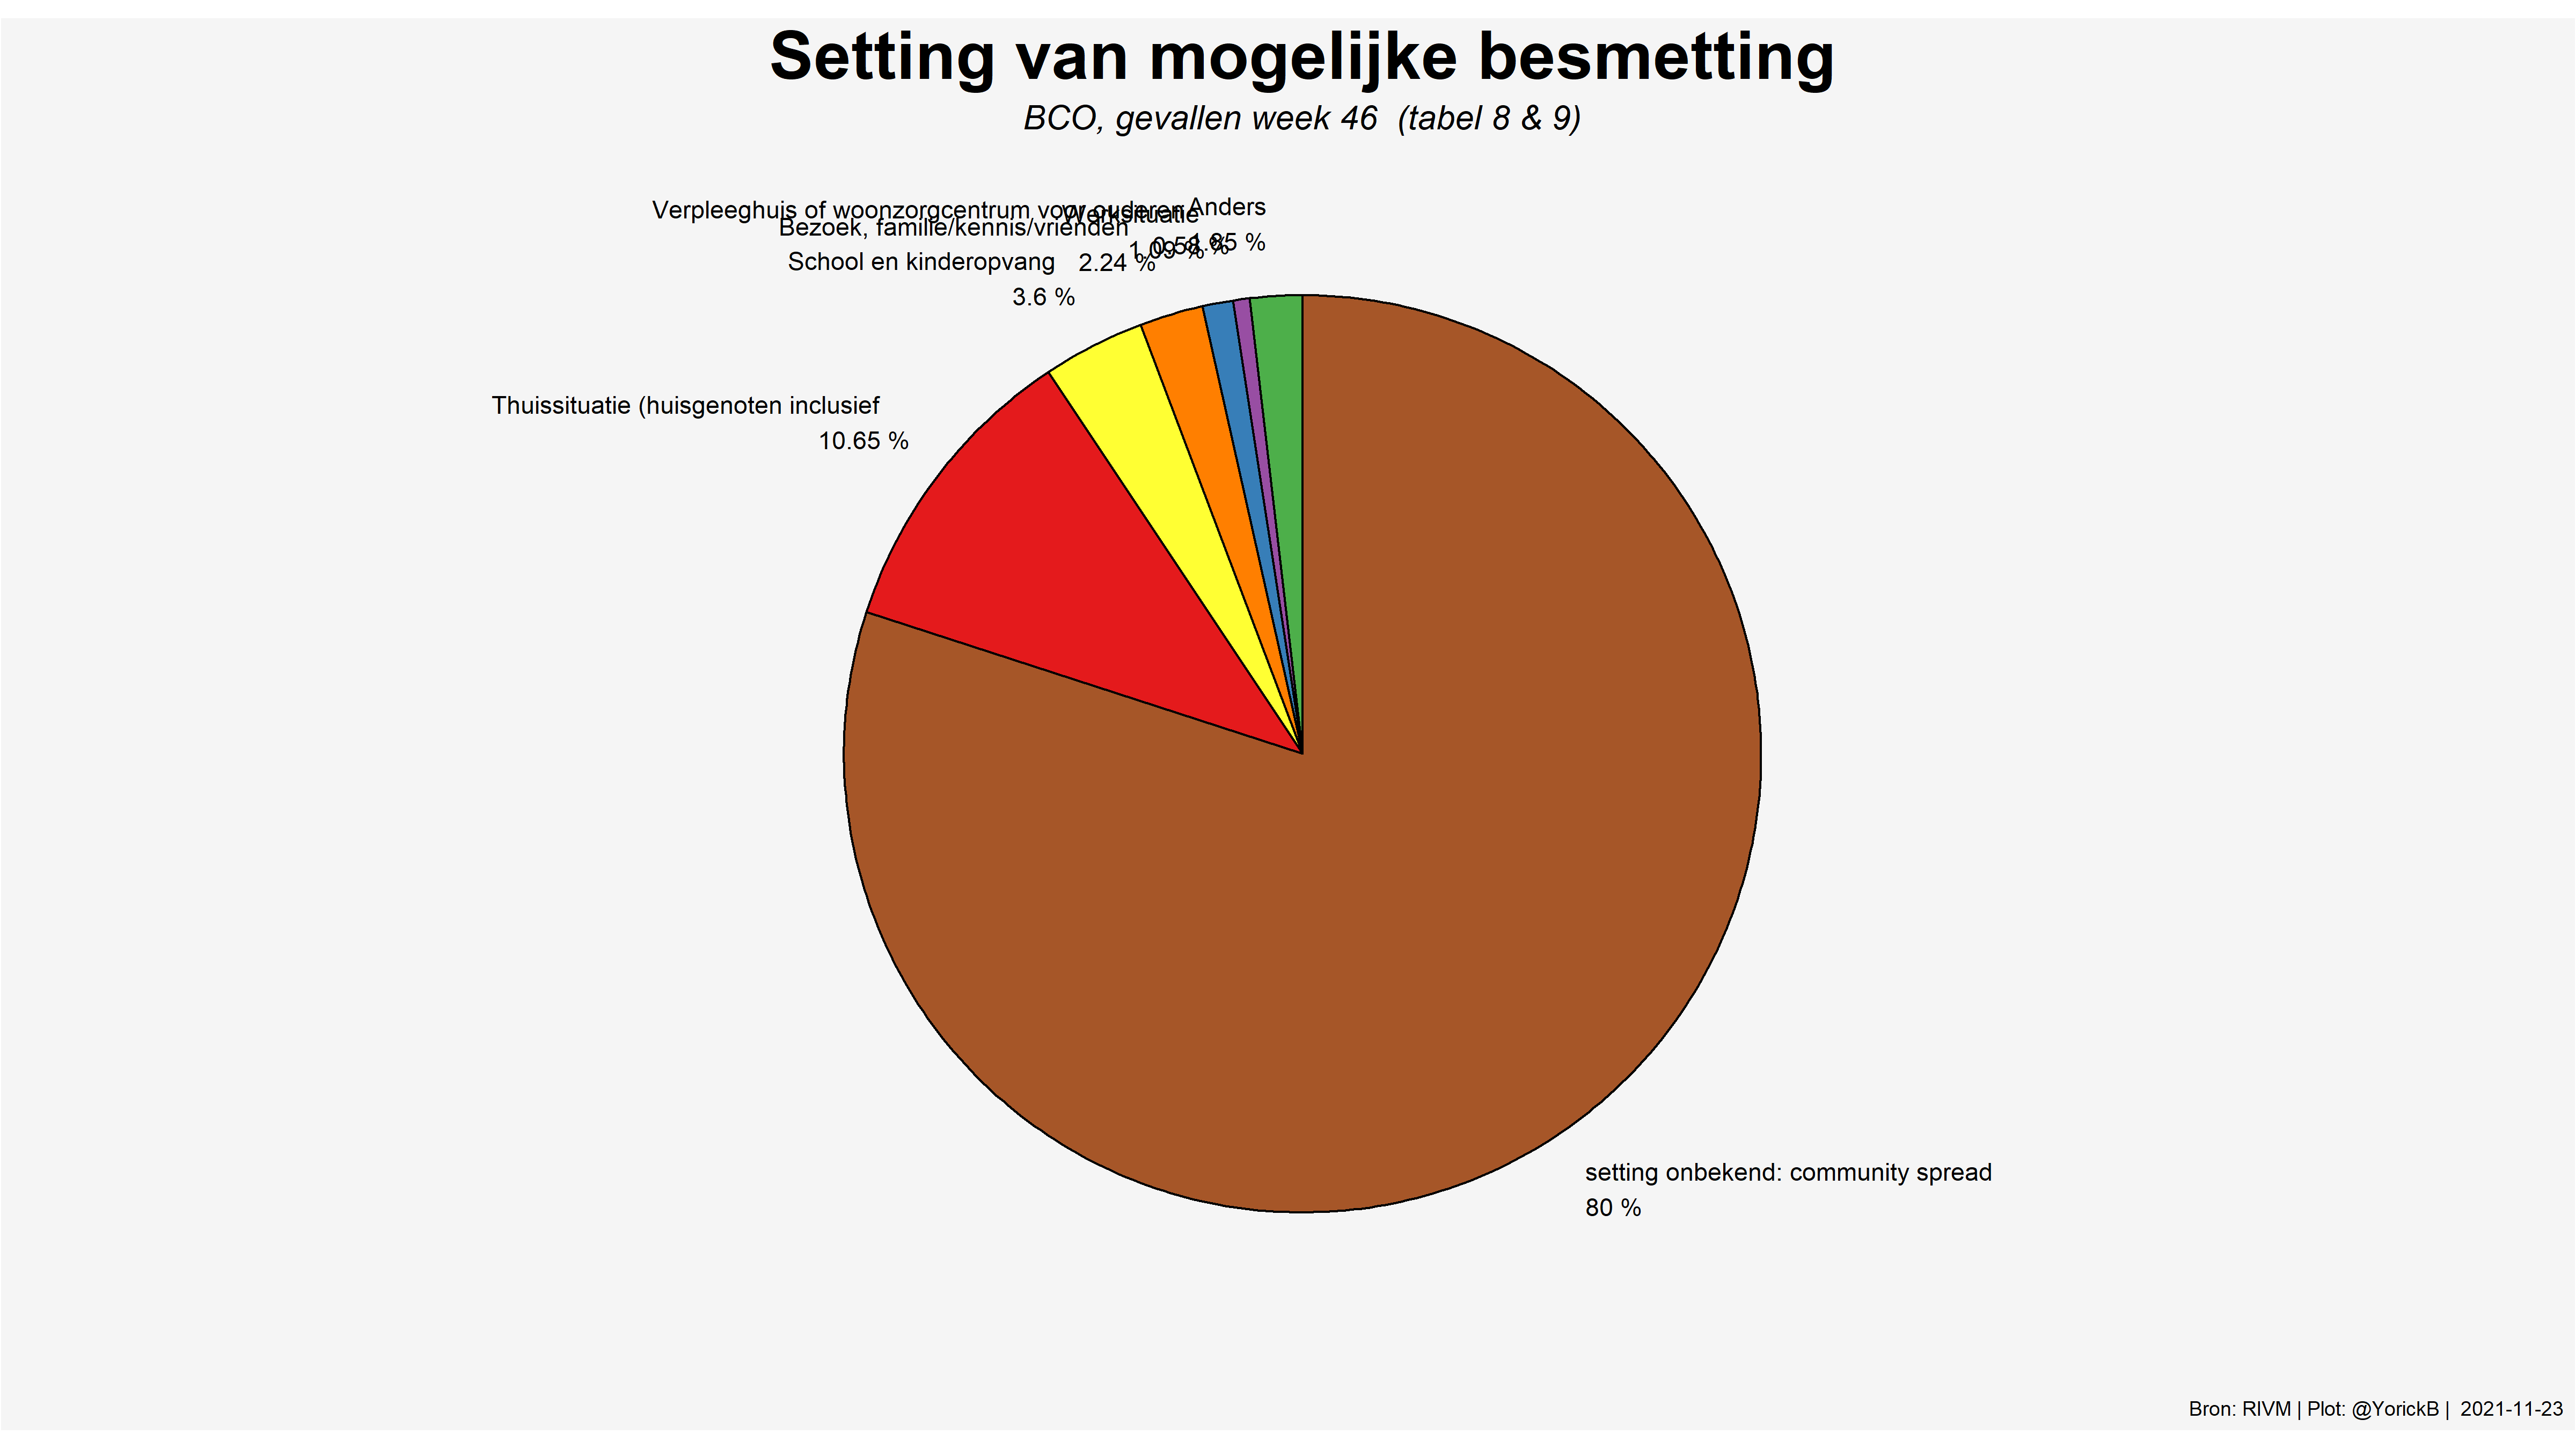 Setting van mogelijke besmetting
BCO, gevallen week 46 (tabel 8 & 9)
Anders
1.85 %
Werksituatie
0.58 %
Verpleeghuis of woonzorgcentrum voor ouderen
1.09 %
Bezoek, familie/kennis/vrienden
2.24 %
School en kinderopvang
3.6 %
Thuissituatie (huisgenoten inclusief
10.65 %
setting onbekend: community spread
80 %
Bron: RIVM | Plot: @YorickB | 2021-11-23